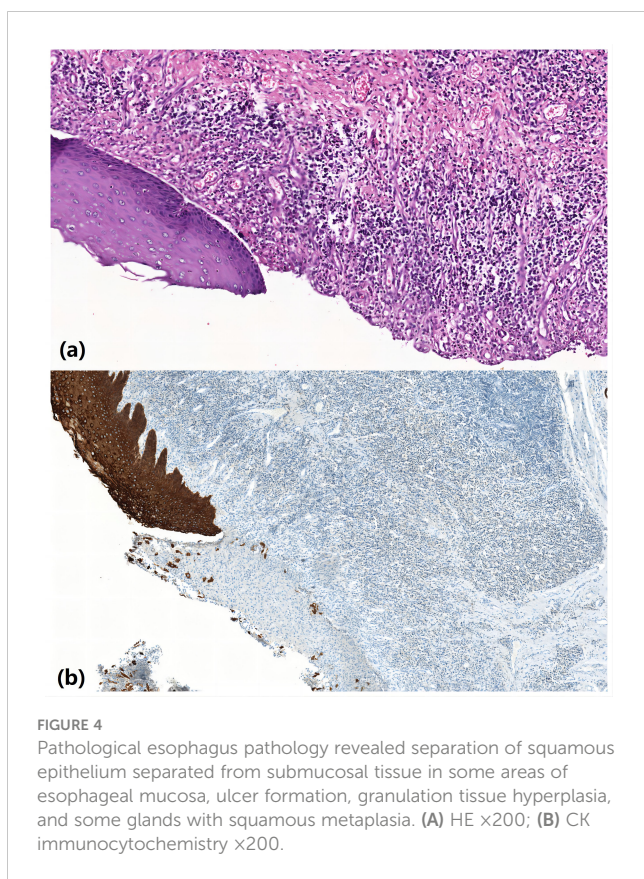 (a)
(b)
FIGURE 4
Pathological esophagus pathology revealed separation of squamous
epithelium separated from submucosal tissue in some areas of
esophageal mucosa, ulcer formation, granulation tissue hyperplasia,
and some glands with squamous metaplasia. (A) HE ×200; (B) CK
immunocytochemistry ×200.